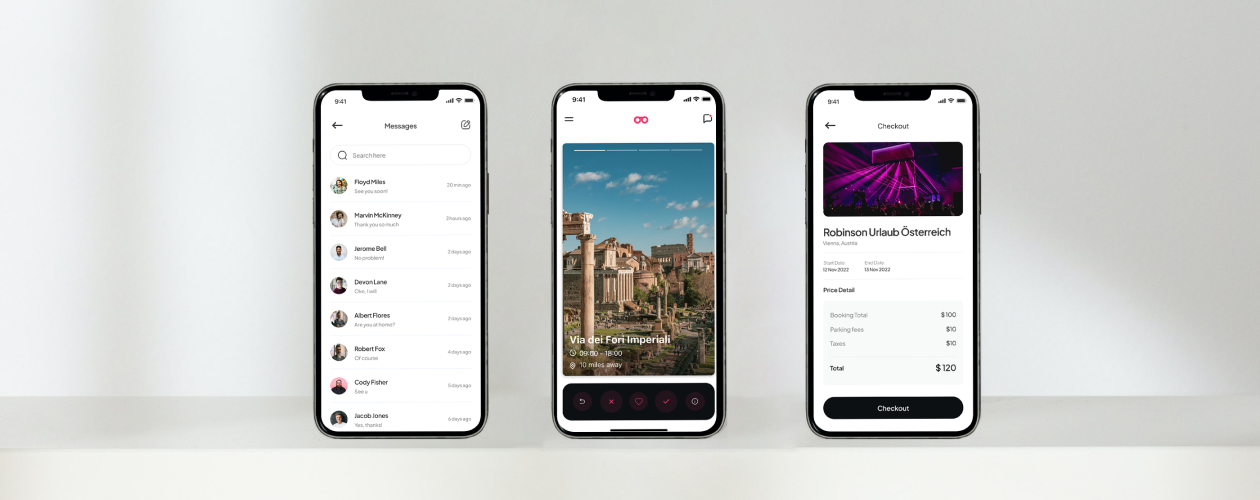 9:41
Messages
Search here
Floyd Miles
See you soon!
20 min ago
Marvin McKinney
Thank you so much
2 hours ago
Jerome Bell
No problem!
2 days ago
Devon Lane
Oke, I will
2 days ago
Albert Flores
Are you at home?
2 days ago
Robert Fox
Of course
4 days ago
Cody Fisher
See u
5 days ago
Jacob Jones
Yes, thanks!
6 days ago
9:41
Via dei Fori Imperiali
09:00 - 18:00
10 miles away
9:41
Checkout
Robinson Urlaub Österreich
Vienna, Austria
Start Date
End Date
12 Nov 2022
13 Nov 2022
Price Detail
Booking Total
$100
Parking fees
$10
Taxes
$10
Total
$ 120
Checkout